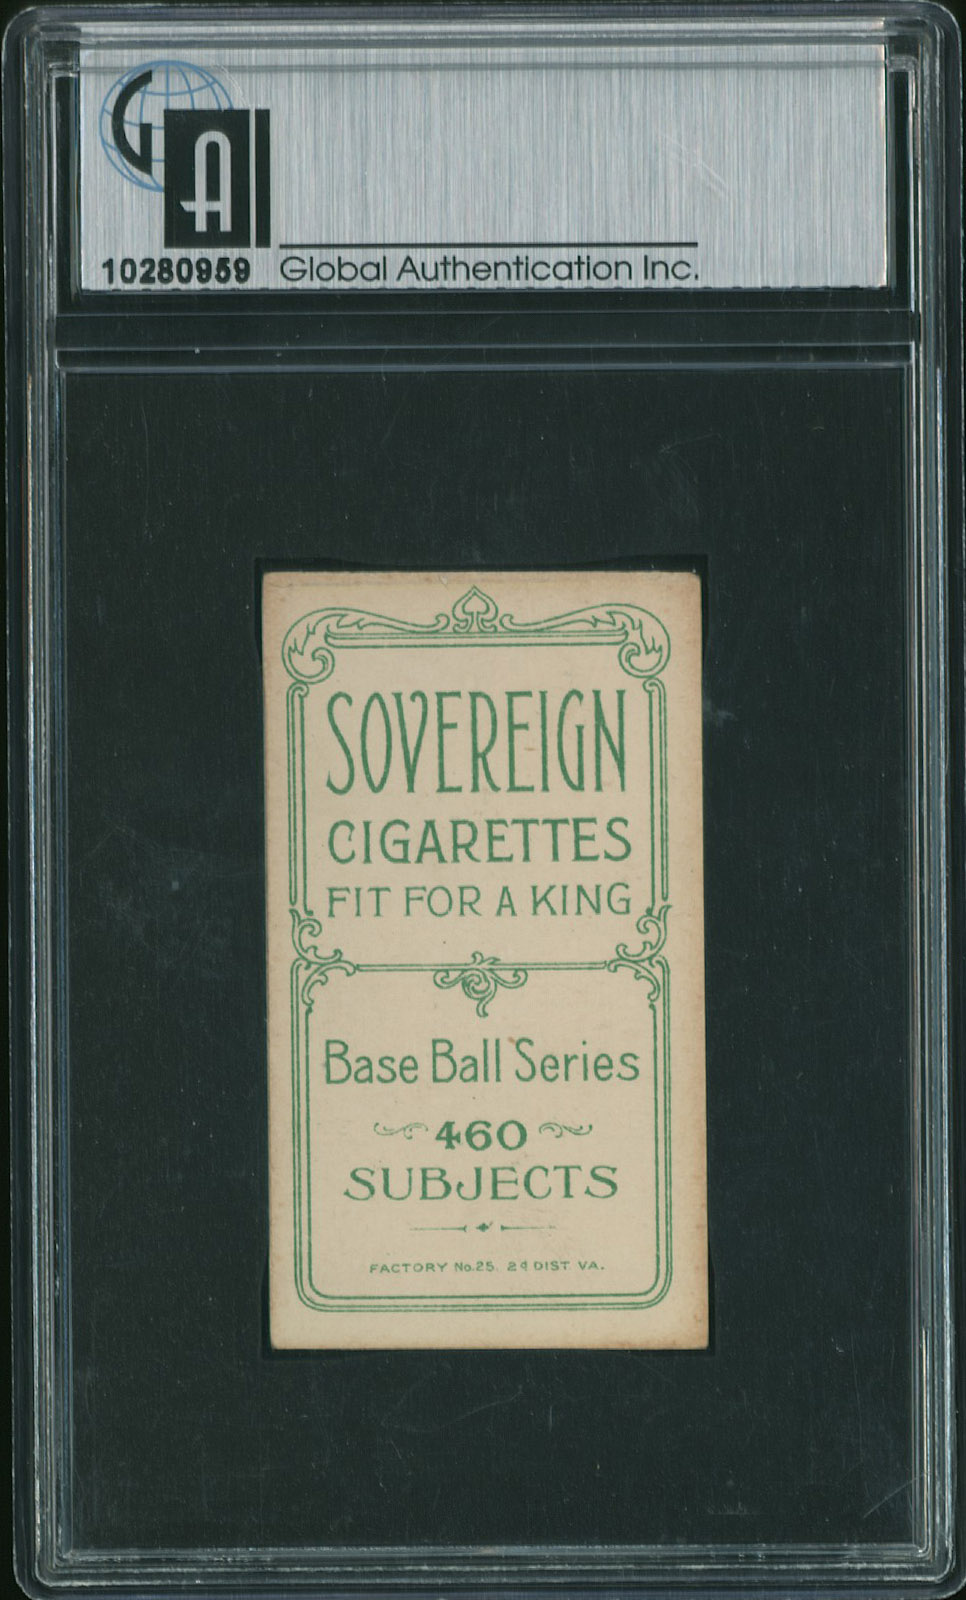 GAI
10280959 Global Authentication Inc.
SOVEREIGN
CIGARETTES
FIT FOR A KING
Base Ball Series
460
SUBJECTS
FACTORY No.25. 2d DIST. VA.